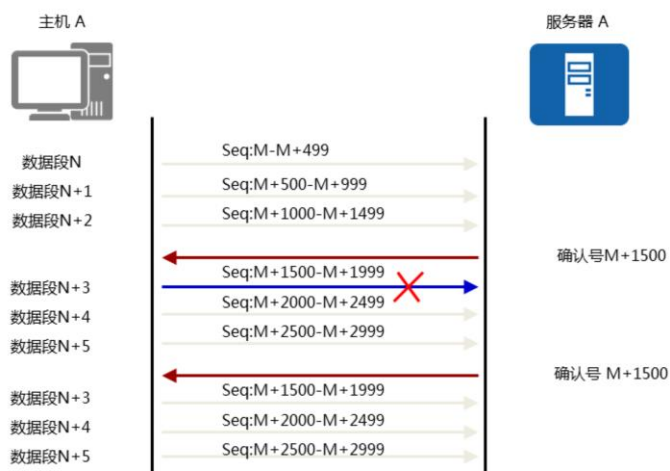 主机 A
服务器 A
数据段N
Seq:M-M+499
数据段N+1
Seq:M+500-M+999
数据段N+2
Seq:M+1000-M+1499
确认号M+1500
数据段N+3
Seq:M+1500-M+1999
数据段N+4
Seq:M+2000-M+2499
数据段N+5
Seq:M+2500-M+2999
确认号 M+1500
数据段N+3
Seq:M+1500-M+1999
数据段N+4
Seq:M+2000-M+2499
数据段N+5
Seq:M+2500-M+2999